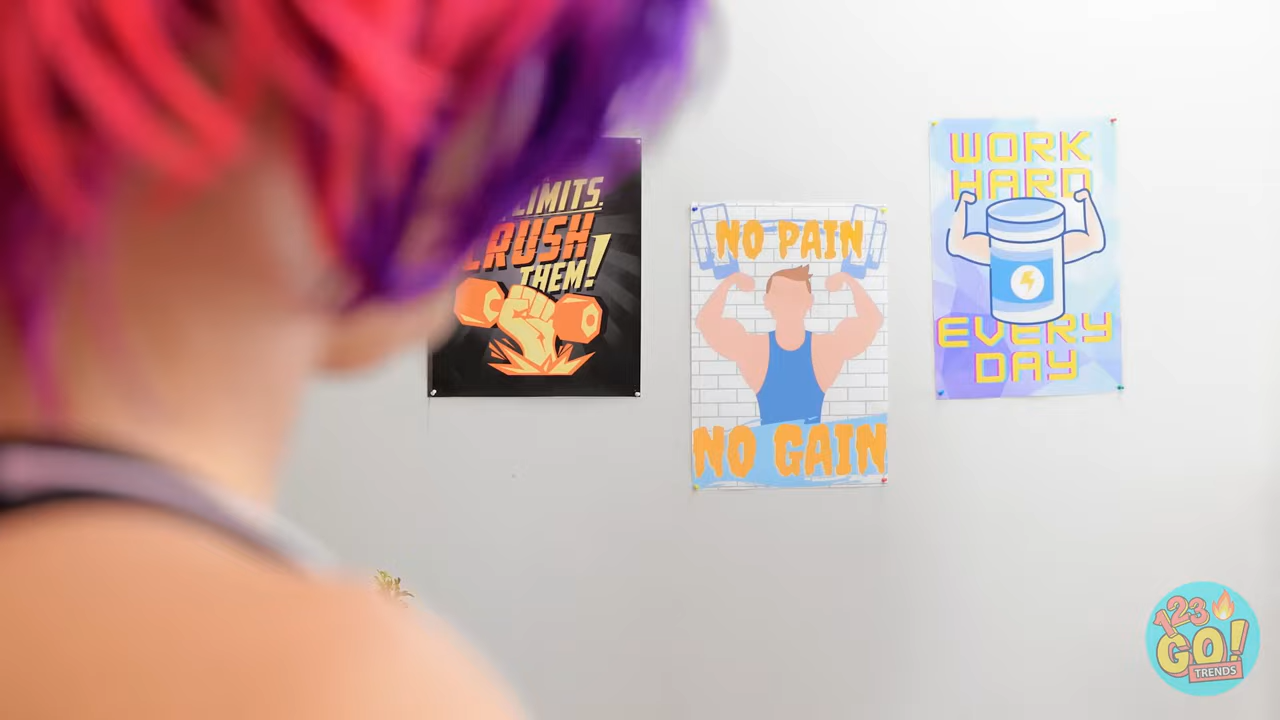 LIMITS.
CRUSH
THEM!
NO PAIN
NO GAIN
WORK
HARD
EVERY
DAY
123
GO!
TRENDS